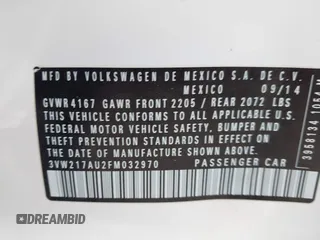 MFD. BY VOLKSWAGEN DE MEXICO S.A. DE C.V.
MEXICO 09/14
GVWR 4167 GAWR FRONT 2205 / REAR 2072 LBS
THIS VEHICLE CONFORMS TO ALL APPLICABLE U.S.
FEDERAL MOTOR VEHICLE SAFETY, BUMPER AND
THEFT PREVENTION STANDARDS IN EFFECT ON THE
DATE OF MANUFACTURE SHOWN ABOVE.
3VW217AU2FM032970 PASSENGER CAR
3958134 1054 M
DREAMBID